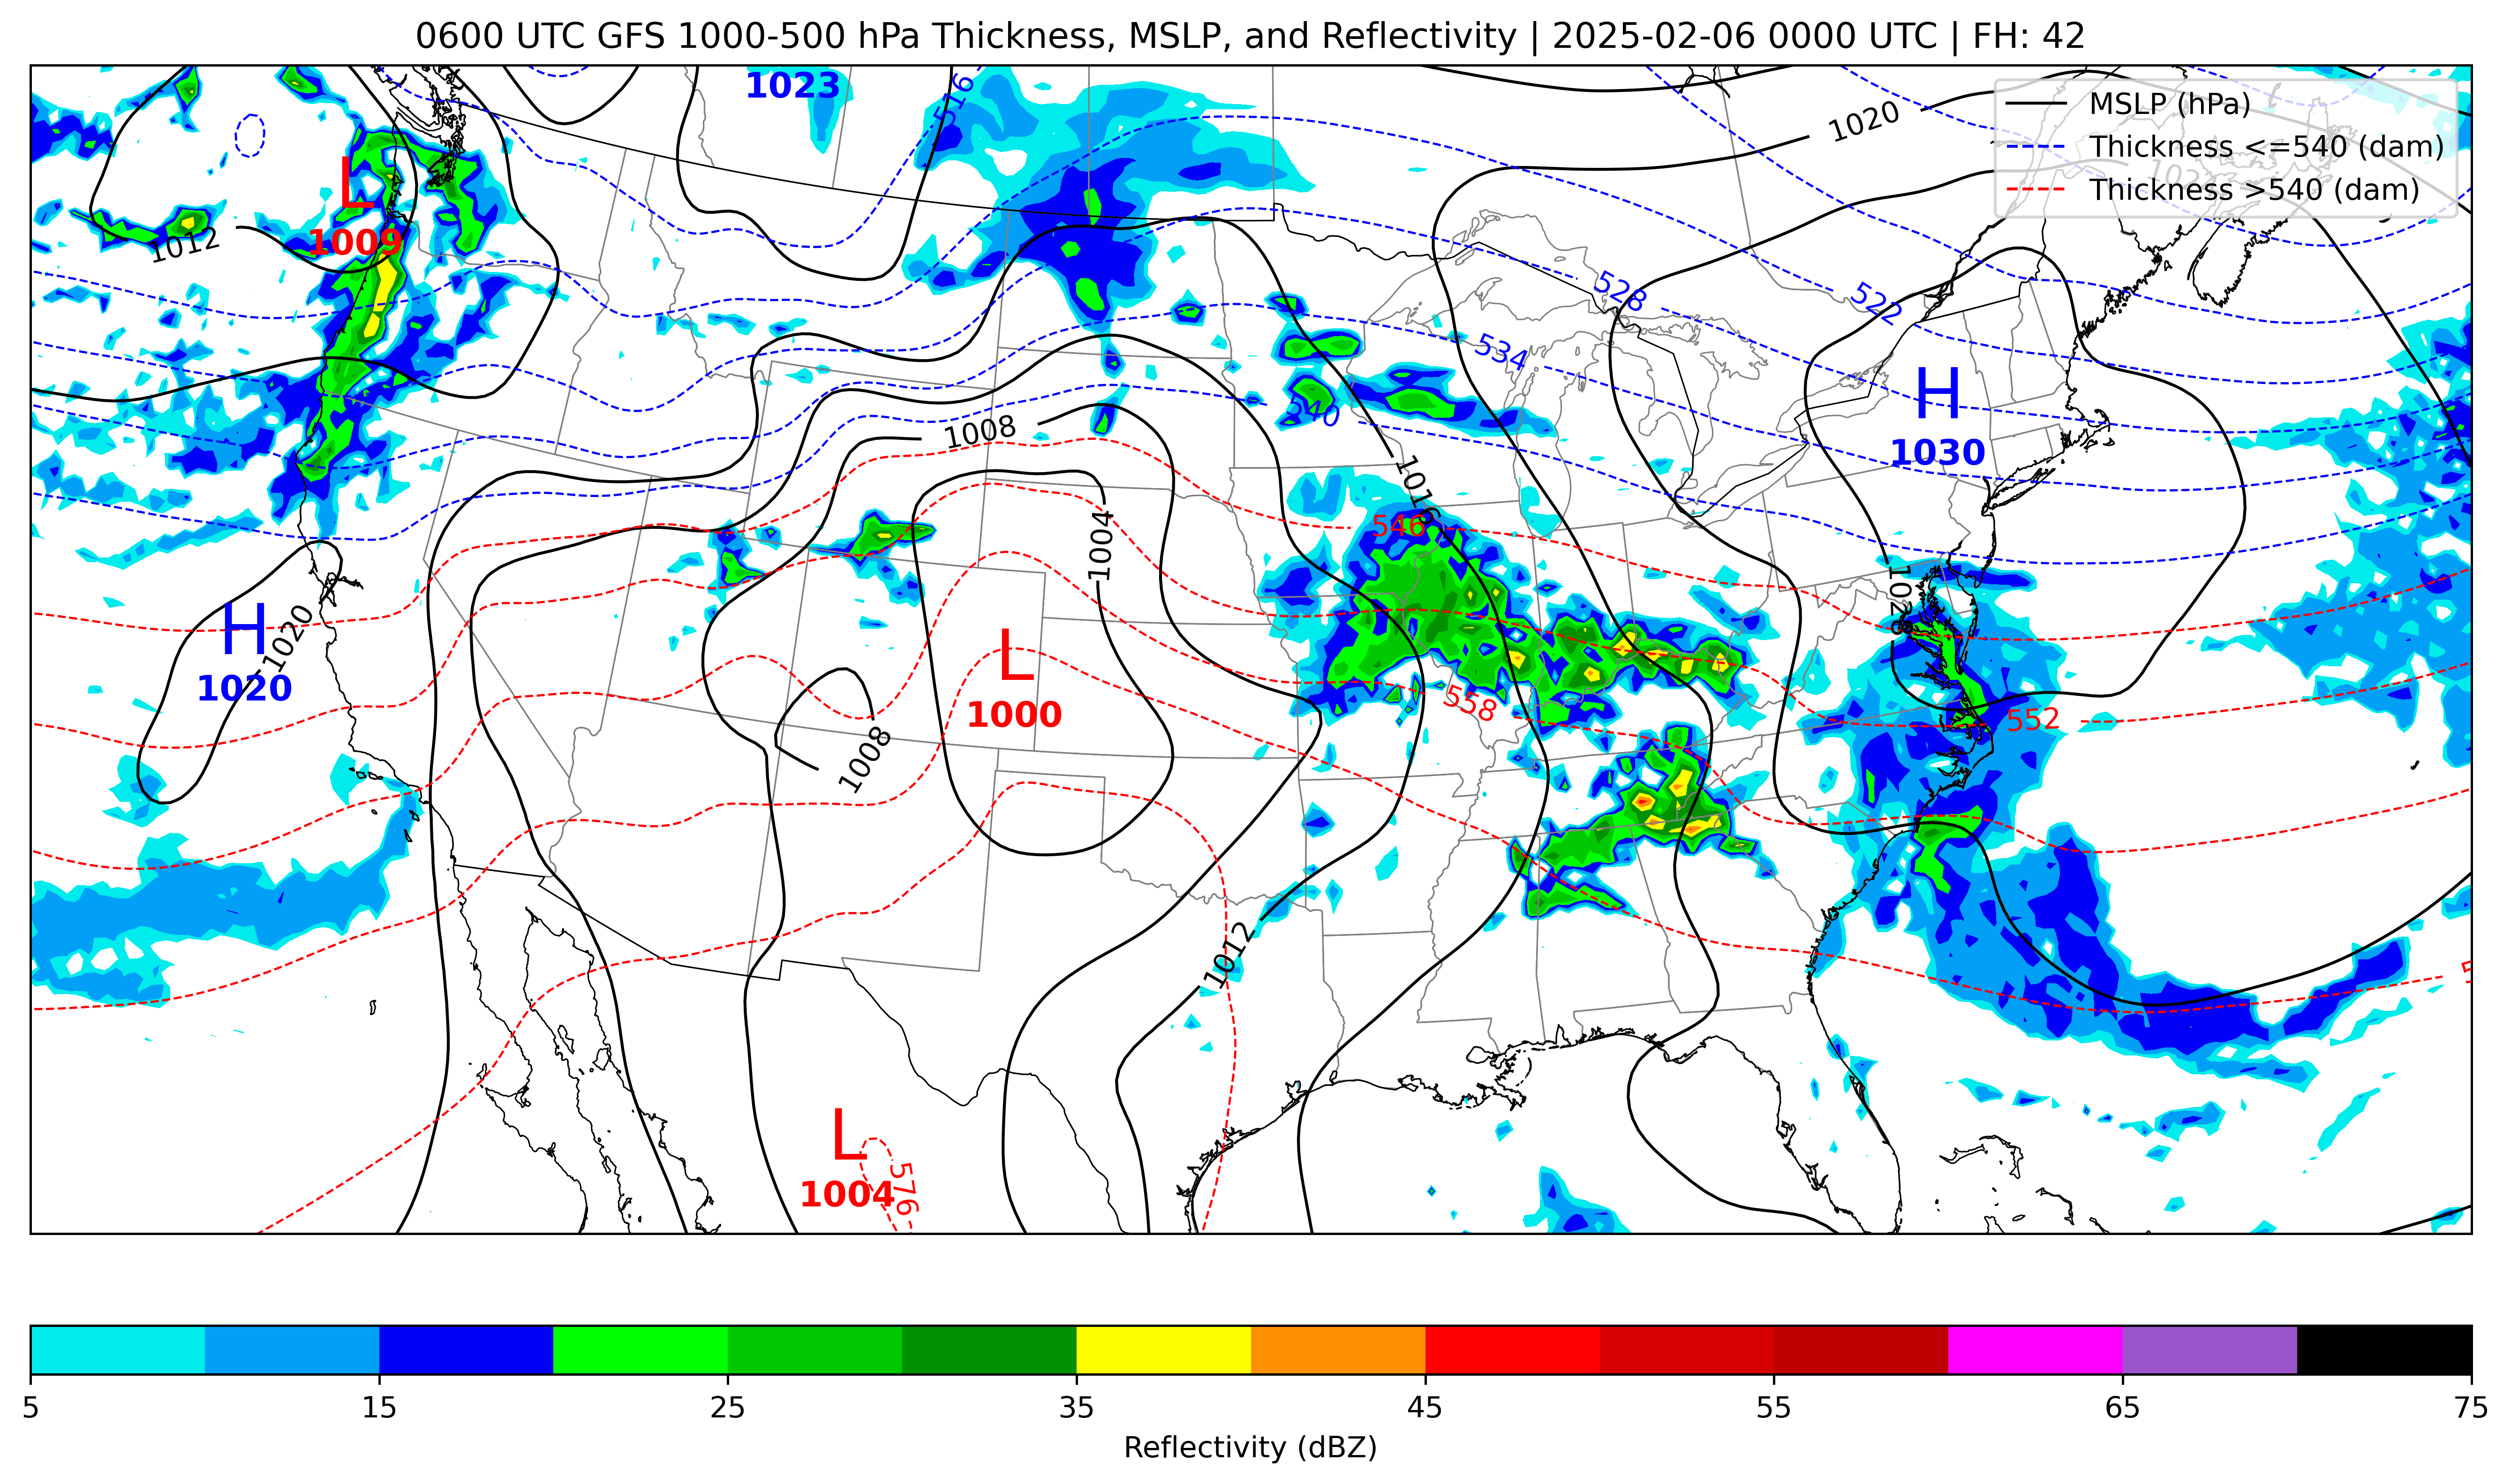 0600 UTC GFS 1000-500 hPa Thickness, MSLP, and Reflectivity | 2025-02-06 0000 UTC | FH: 42
1023
516
1020
MSLP (hPa)
Thickness <=540 (dam)
Thickness >540 (dam)
L
1009
1012
528
522
534
H
1030
540
1008
1016
546
1004
1028
H
1020
1020
L
1000
558
552
1008
1012
L
1004
576
5 15 25 35 45 55 65 75
Reflectivity (dBZ)